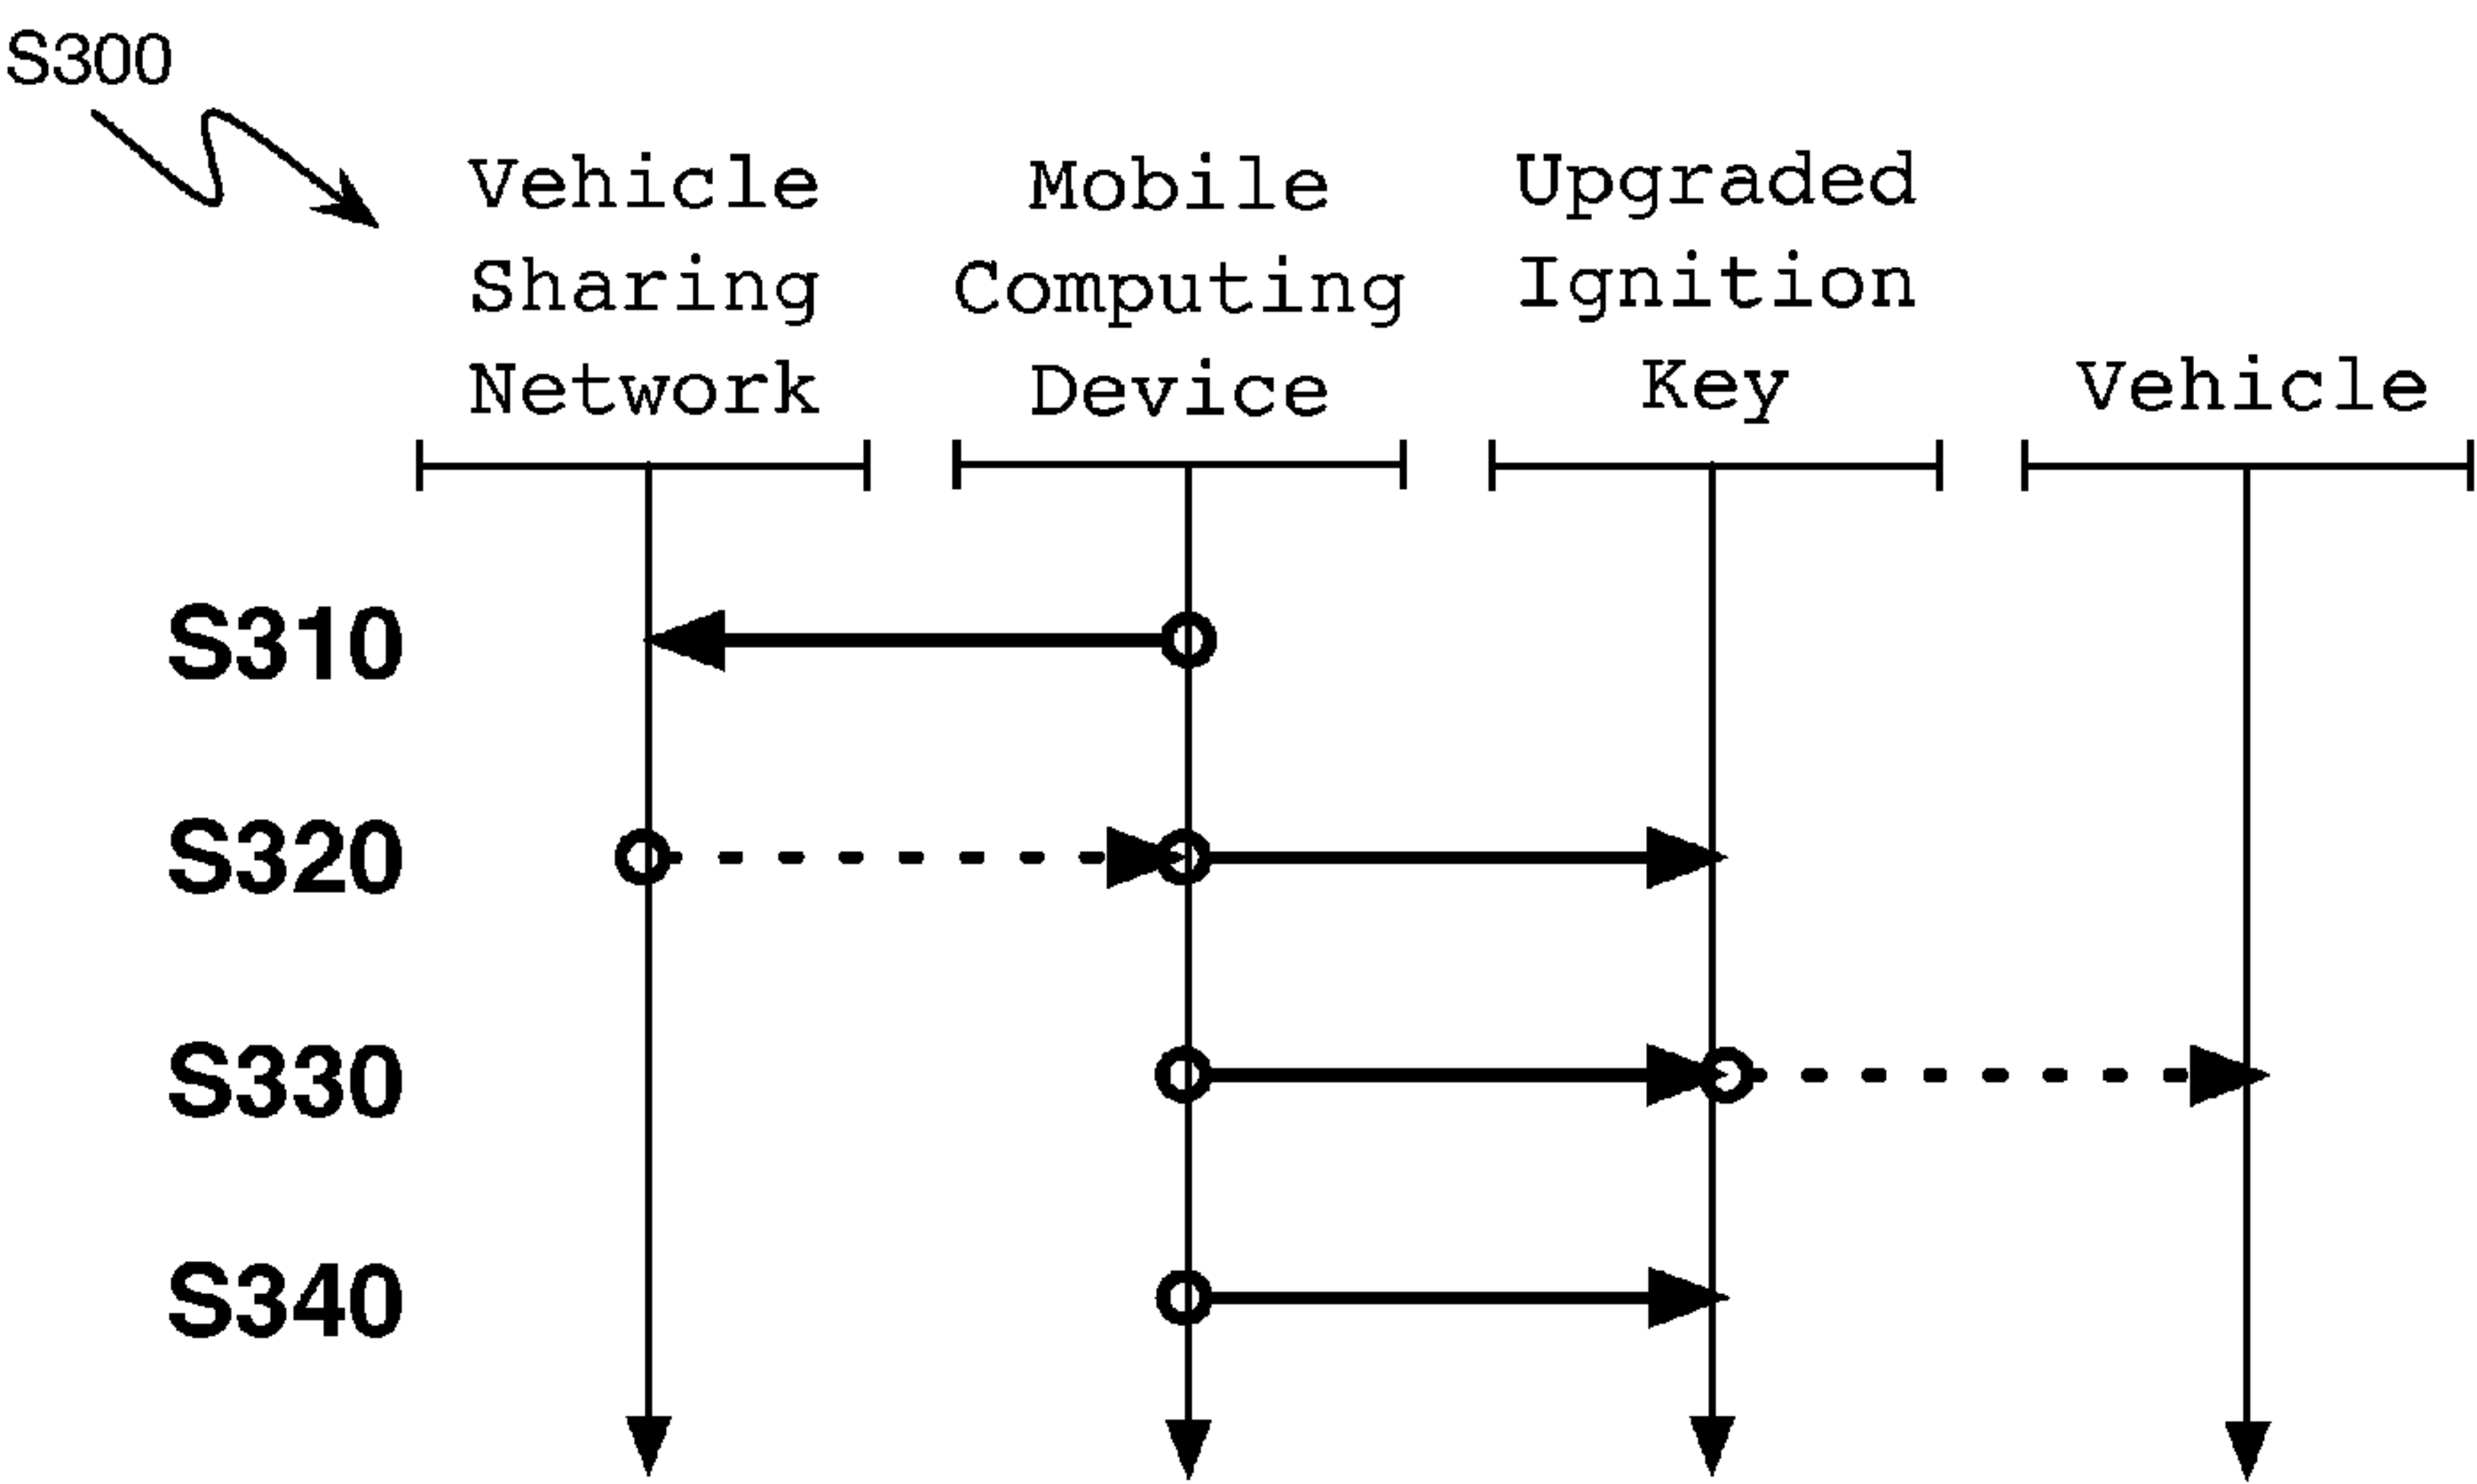 S300
Vehicle
Sharing
Network
Mobile
Computing
Device
Upgraded
Ignition
Key
Vehicle
S310
S320
S330
S340